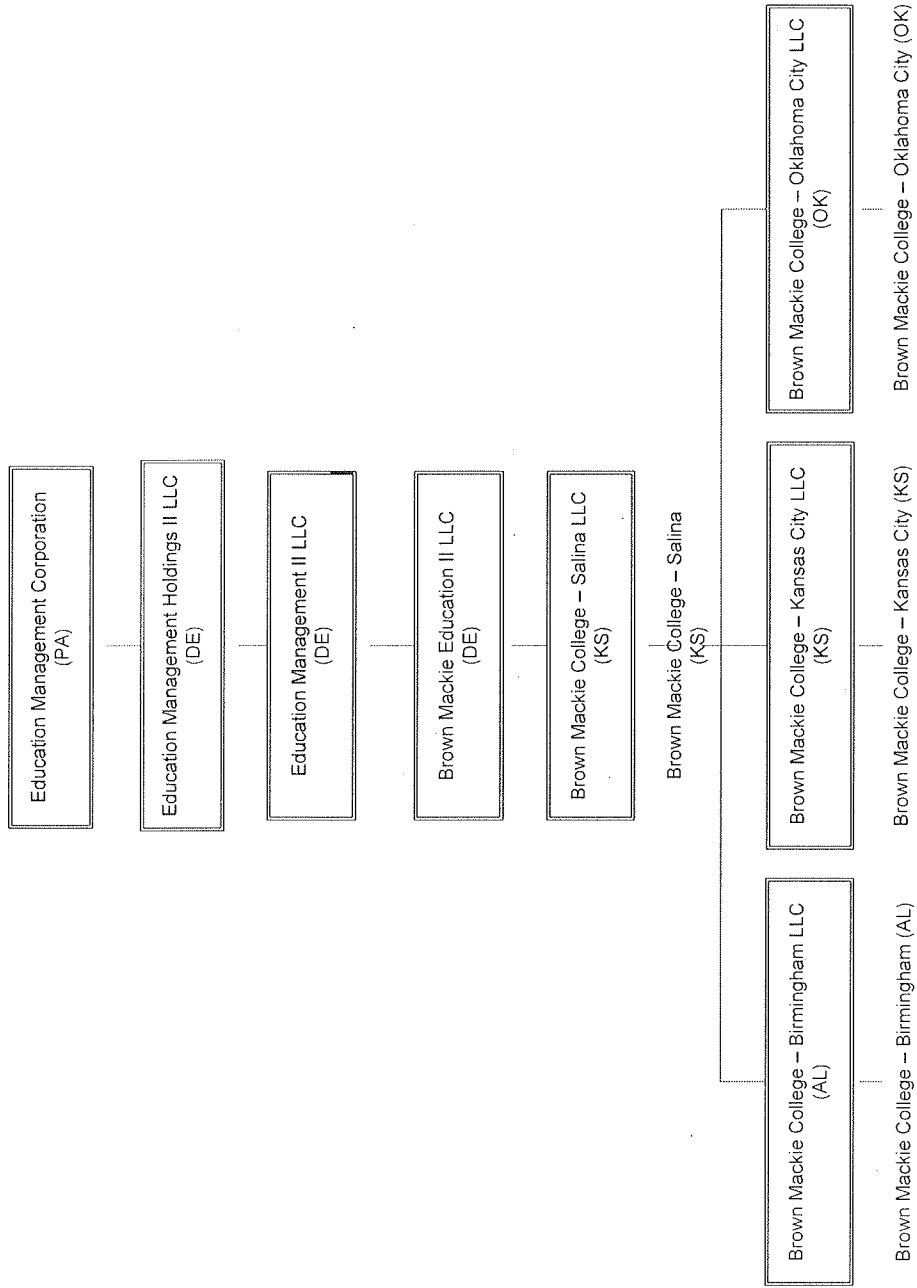 Education Management Corporation
(PA)
Education Management Holdings II LLC
(DE)
Education Management II LLC
(DE)
Brown Mackie Education II LLC
(DE)
Brown Mackie College – Salina LLC
(KS)
Brown Mackie College – Salina
(KS)
Brown Mackie College – Birmingham LLC
(AL)
Brown Mackie College – Birmingham (AL)
Brown Mackie College – Kansas City LLC
(KS)
Brown Mackie College – Kansas City (KS)
Brown Mackie College – Oklahoma City LLC
(OK)
Brown Mackie College – Oklahoma City (OK)